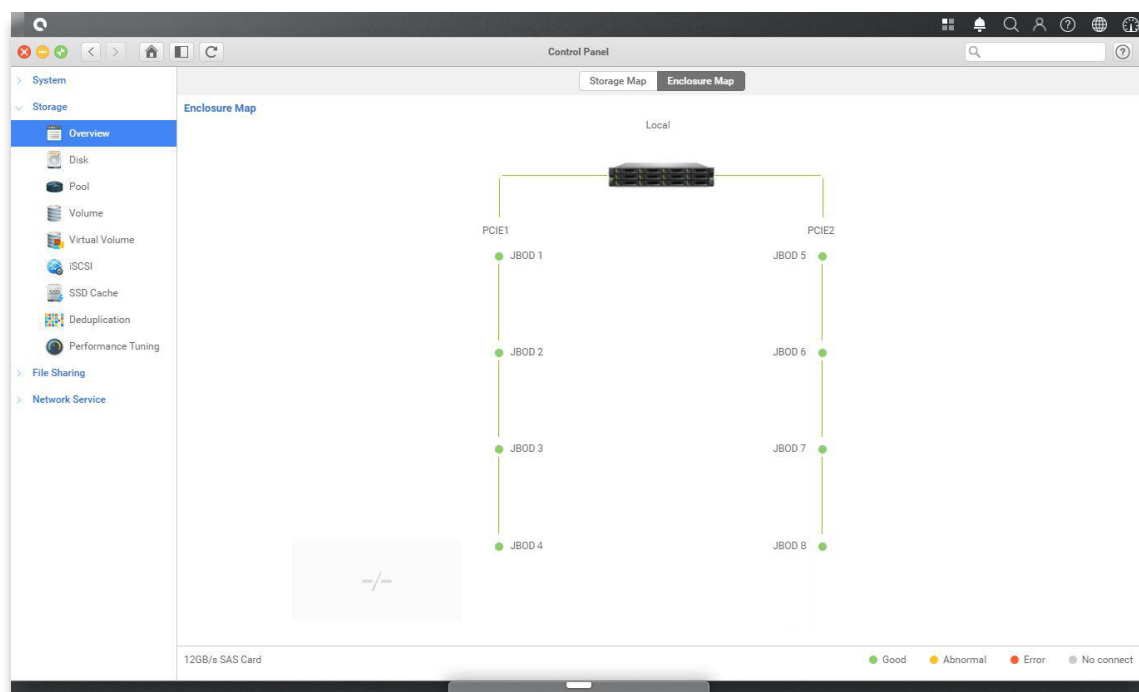 Control Panel
System
Storage
Overview
Disk
Pool
Volume
Virtual Volume
iSCSI
SSD Cache
Deduplication
Performance Tuning
File Sharing
Network Service
Storage Map Enclosure Map
Enclosure Map
Local
PCIE1 PCIE2
JBOD 1 JBOD 5
JBOD 2 JBOD 6
JBOD 3 JBOD 7
JBOD 4 JBOD 8
-/-
12GB/s SAS Card Good Abnormal Error No connect